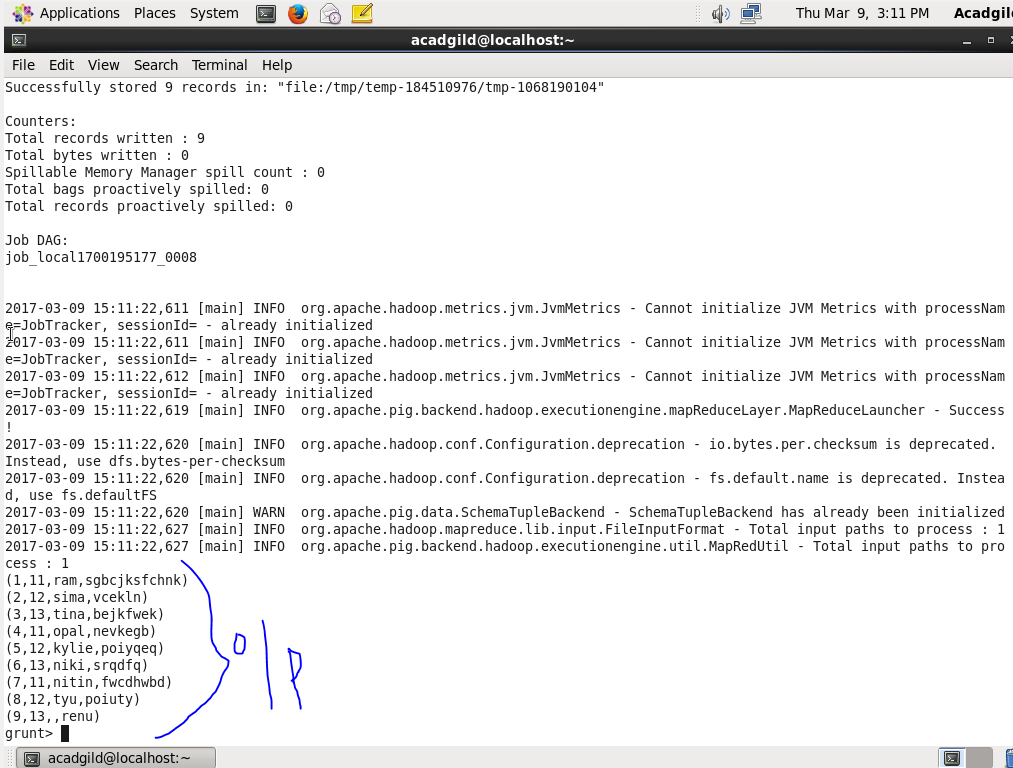 Applications Places System Thu Mar 9, 3:11 PM Acadgild
acadgild@localhost:~
File Edit View Search Terminal Help
Successfully stored 9 records in: "file:/tmp/temp-184510976/tmp-1068190104"
Counters:
Total records written : 9
Total bytes written : 0
Spillable Memory Manager spill count : 0
Total bags proactively spilled: 0
Total records proactively spilled: 0
Job DAG:
job_local1700195177_0008
2017-03-09 15:11:22,611 [main] INFO  org.apache.hadoop.metrics.jvm.JvmMetrics - Cannot initialize JVM Metrics with processNam
e=JobTracker, sessionId= - already initialized
2017-03-09 15:11:22,611 [main] INFO  org.apache.hadoop.metrics.jvm.JvmMetrics - Cannot initialize JVM Metrics with processNam
e=JobTracker, sessionId= - already initialized
2017-03-09 15:11:22,612 [main] INFO  org.apache.hadoop.metrics.jvm.JvmMetrics - Cannot initialize JVM Metrics with processNam
e=JobTracker, sessionId= - already initialized
2017-03-09 15:11:22,619 [main] INFO  org.apache.pig.backend.hadoop.executionengine.mapReduceLayer.MapReduceLauncher - Success
!
2017-03-09 15:11:22,620 [main] INFO  org.apache.hadoop.conf.Configuration.deprecation - io.bytes.per.checksum is deprecated.
Instead, use dfs.bytes-per-checksum
2017-03-09 15:11:22,620 [main] INFO  org.apache.hadoop.conf.Configuration.deprecation - fs.default.name is deprecated. Instea
d, use fs.defaultFS
2017-03-09 15:11:22,620 [main] WARN  org.apache.pig.data.SchemaTupleBackend - SchemaTupleBackend has already been initialized
2017-03-09 15:11:22,627 [main] INFO  org.apache.hadoop.mapreduce.lib.input.FileInputFormat - Total input paths to process : 1
2017-03-09 15:11:22,627 [main] INFO  org.apache.pig.backend.hadoop.executionengine.util.MapRedUtil - Total input paths to pro
cess : 1
(1,11,ram,sgbcjksfchnk)
(2,12,sima,vcekln)
(3,13,tina,bejkfwek)
(4,11,opal,nevkegb)
(5,12,kylie,poiyqeq)
(6,13,niki,srqdfq)
(7,11,nitin,fwcdhwbd)
(8,12,tyu,poiuty)
(9,13,,renu)
O|P
grunt>
acadgild@localhost:~